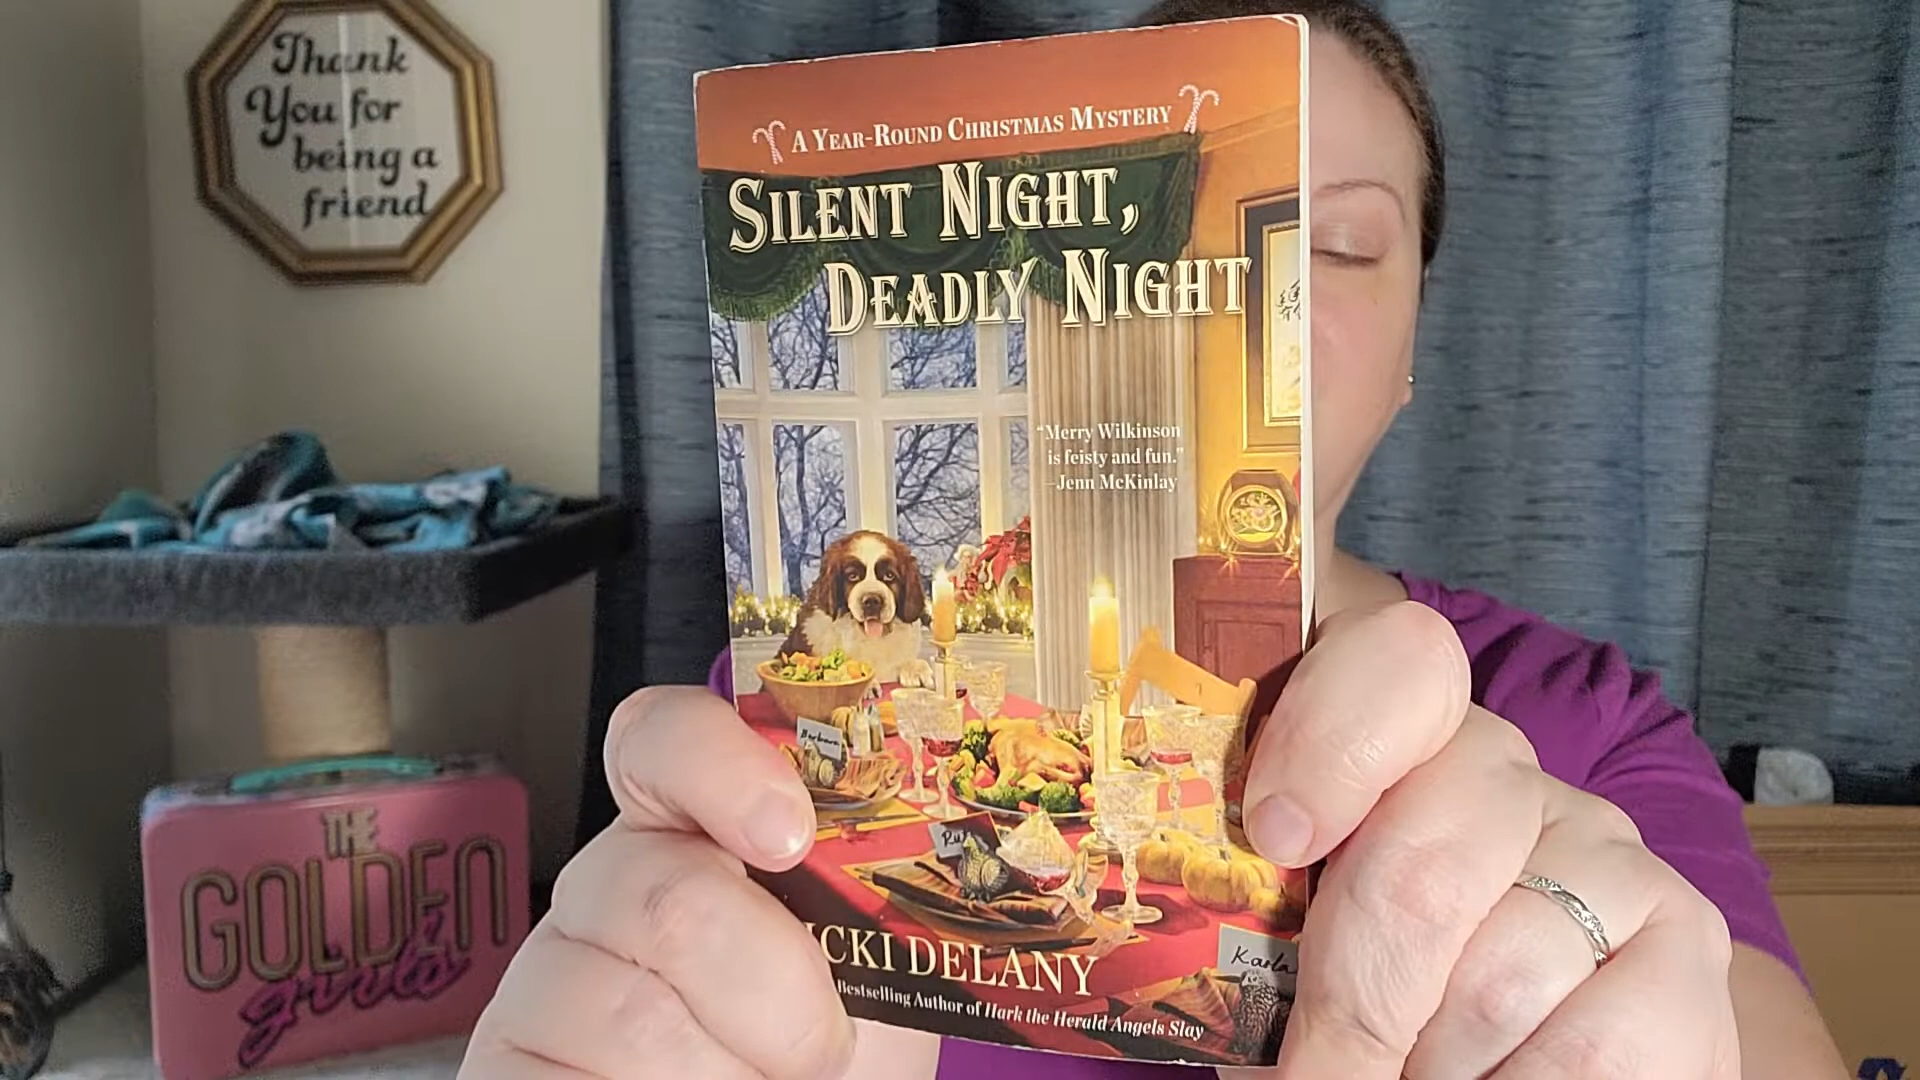 Thank
You for
being a
friend
A YEAR-ROUND CHRISTMAS MYSTERY
SILENT NIGHT,
DEADLY NIGHT
"Merry Wilkinson
is feisty and fun."
—Jenn McKinlay
Barbara
Karla
ICKI DELANY
Bestselling Author of Hark the Herald Angels Slay
THE
GOLDEN
girls